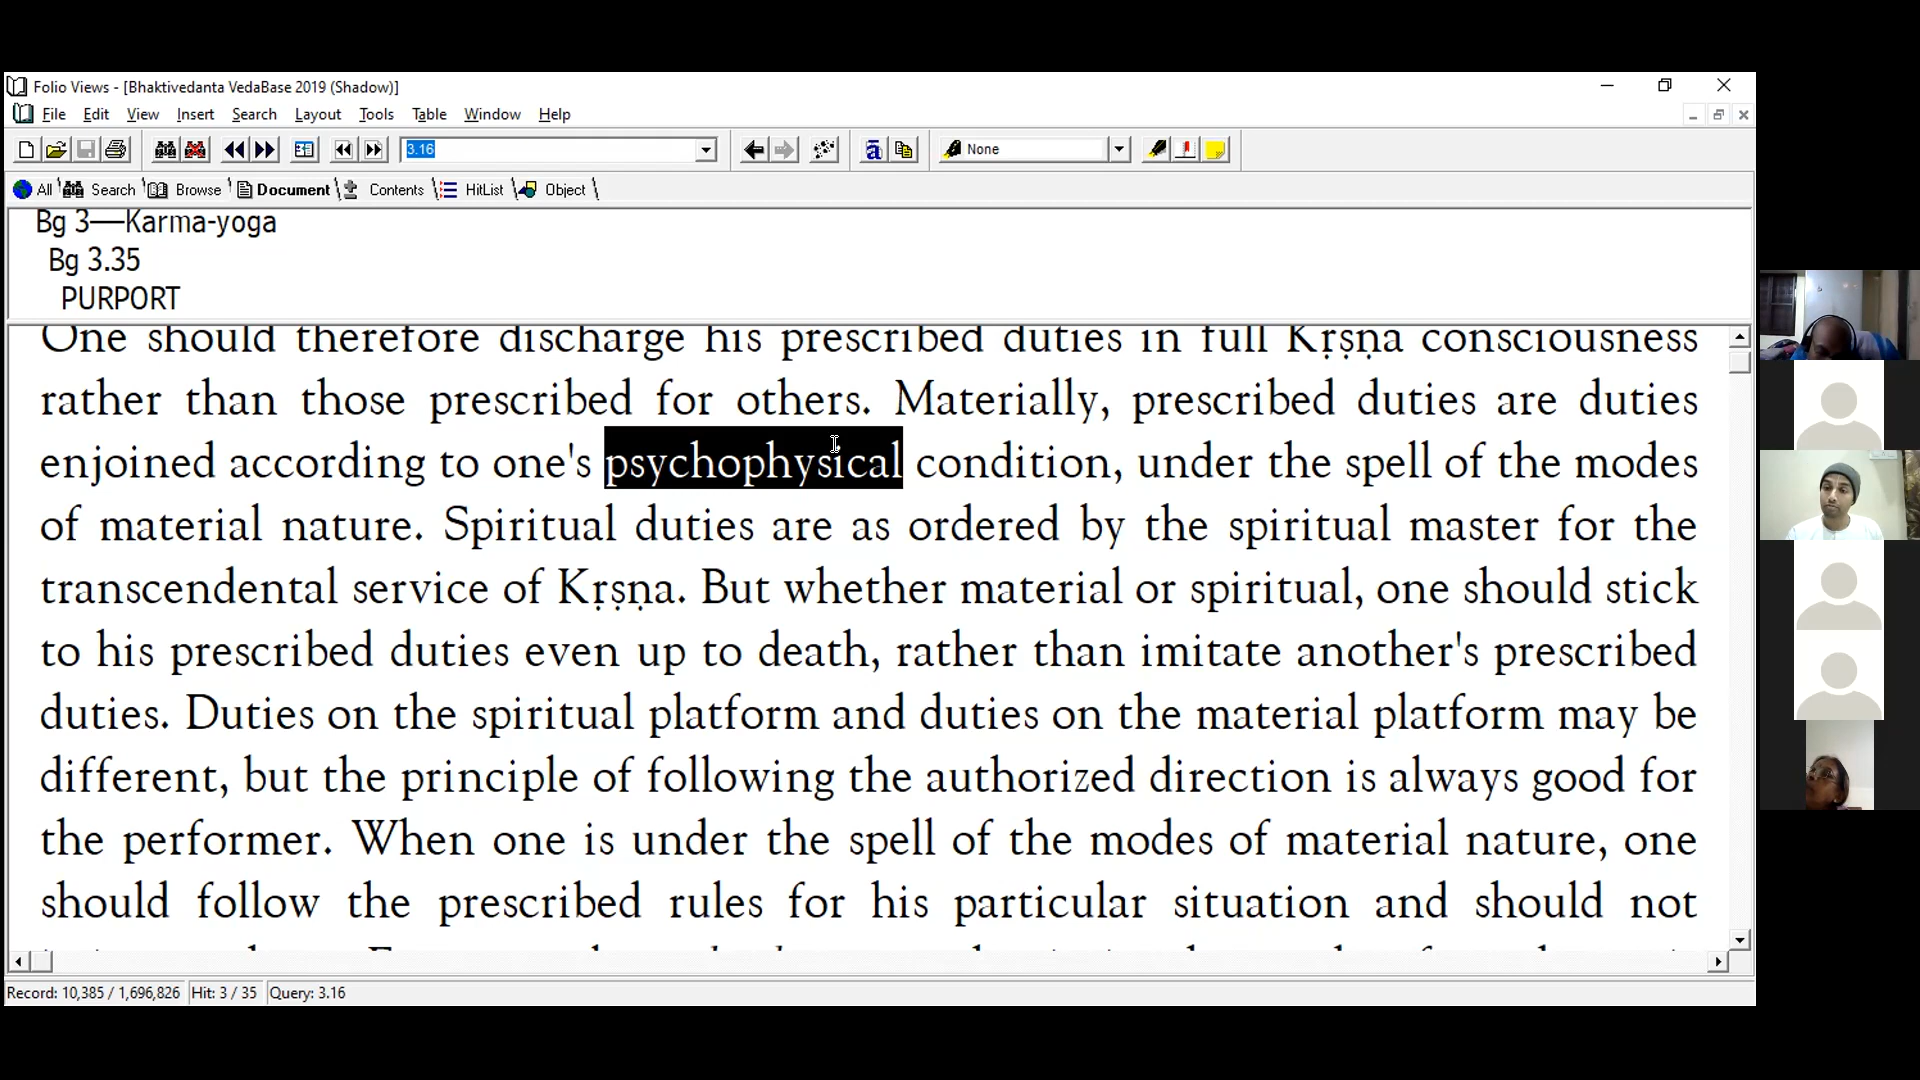 Folio Views - [Bhaktivedanta VedaBase 2019 (Shadow)]
File Edit View Insert Search Layout Tools Table Window Help
3.16 None
All Search Browse Document Contents HitList Object
Bg 3—Karma-yoga
Bg 3.35
PURPORT
One should therefore discharge his prescribed duties in full Kṛṣṇa consciousness
rather than those prescribed for others. Materially, prescribed duties are duties
enjoined according to one's psychophysical condition, under the spell of the modes
of material nature. Spiritual duties are as ordered by the spiritual master for the
transcendental service of Kṛṣṇa. But whether material or spiritual, one should stick
to his prescribed duties even up to death, rather than imitate another's prescribed
duties. Duties on the spiritual platform and duties on the material platform may be
different, but the principle of following the authorized direction is always good for
the performer. When one is under the spell of the modes of material nature, one
should follow the prescribed rules for his particular situation and should not
Record: 10,385 / 1,696,826 Hit: 3 / 35 Query: 3.16